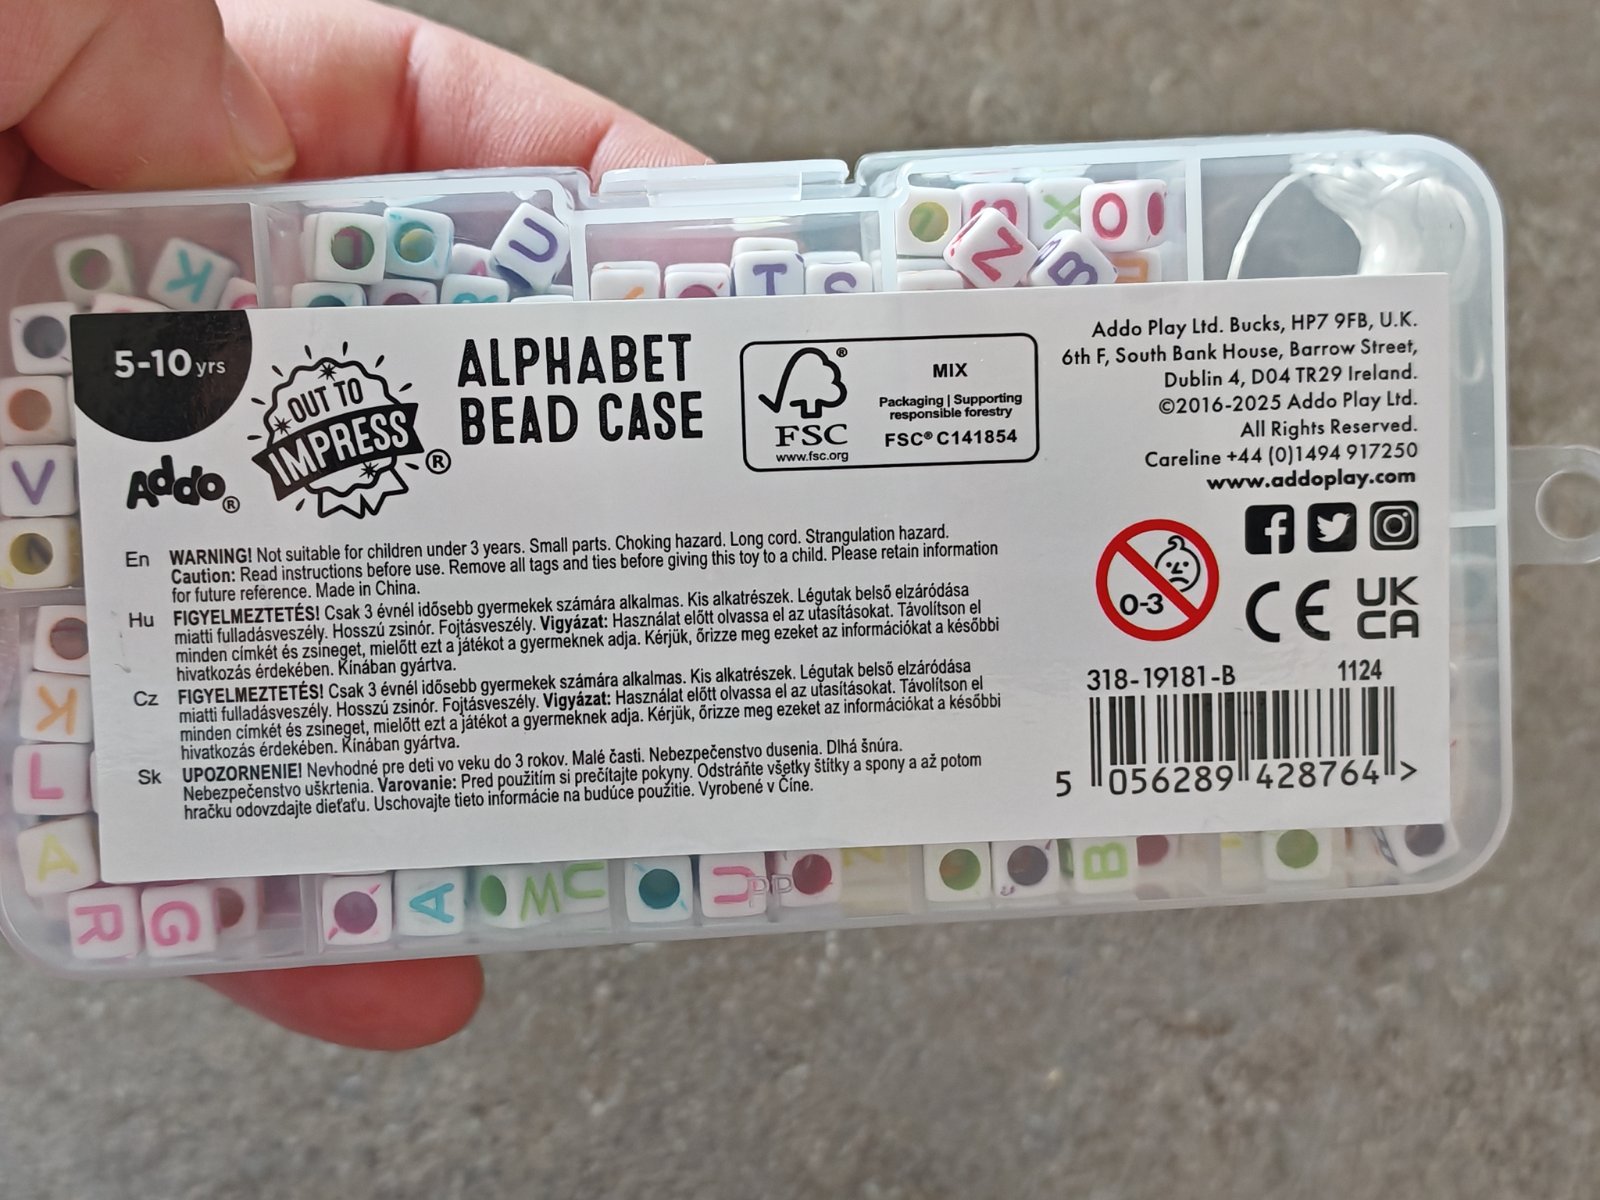 5-10 yrs
Addo®
OUT TO
IMPRESS®
ALPHABET
BEAD CASE
FSC®
www.fsc.org
MIX
Packaging | Supporting
responsible forestry
FSC® C141854
Addo Play Ltd. Bucks, HP7 9FB, U.K.
6th F, South Bank House, Barrow Street,
Dublin 4, D04 TR29 Ireland.
©2016-2025 Addo Play Ltd.
All Rights Reserved.
Careline +44 (0)1494 917250
www.addoplay.com
En WARNING! Not suitable for children under 3 years. Small parts. Choking hazard. Long cord. Strangulation hazard.
Caution: Read instructions before use. Remove all tags and ties before giving this toy to a child. Please retain information
for future reference. Made in China.
Hu FIGYELMEZTETÉS! Csak 3 évnél idősebb gyermekek számára alkalmas. Kis alkatrészek. Légutak belső elzáródása
miatti fulladásveszély. Hosszú zsinór. Fojtásveszély. Vigyázat: Használat előtt olvassa el az utasításokat. Távolítson el
minden címkét és zsineget, mielőtt ezt a játékot a gyermeknek adja. Kérjük, őrizze meg ezeket az információkat a későbbi
hivatkozás érdekében. Kínában gyártva.
Cz FIGYELMEZTETÉS! Csak 3 évnél idősebb gyermekek számára alkalmas. Kis alkatrészek. Légutak belső elzáródása
miatti fulladásveszély. Hosszú zsinór. Fojtásveszély. Vigyázat: Használat előtt olvassa el az utasításokat. Távolítson el
minden címkét és zsineget, mielőtt ezt a játékot a gyermeknek adja. Kérjük, őrizze meg ezeket az információkat a későbbi
hivatkozás érdekében. Kínában gyártva.
Sk UPOZORNENIE! Nevhodné pre deti vo veku do 3 rokov. Malé časti. Nebezpečenstvo dusenia. Dlhá šnúra.
Nebezpečenstvo uškrtenia. Varovanie: Pred použitím si prečítajte pokyny. Odstráňte všetky štítky a spony a až potom
hračku odovzdajte dieťaťu. Uschovajte tieto informácie na budúce použitie. Vyrobené v Číne.
0-3
CE
UK
CA
318-19181-B 1124
5 056289 428764 >
K
U
T S
S X O
Z B
V
K
L
A
R G
A W U
U
PP
B